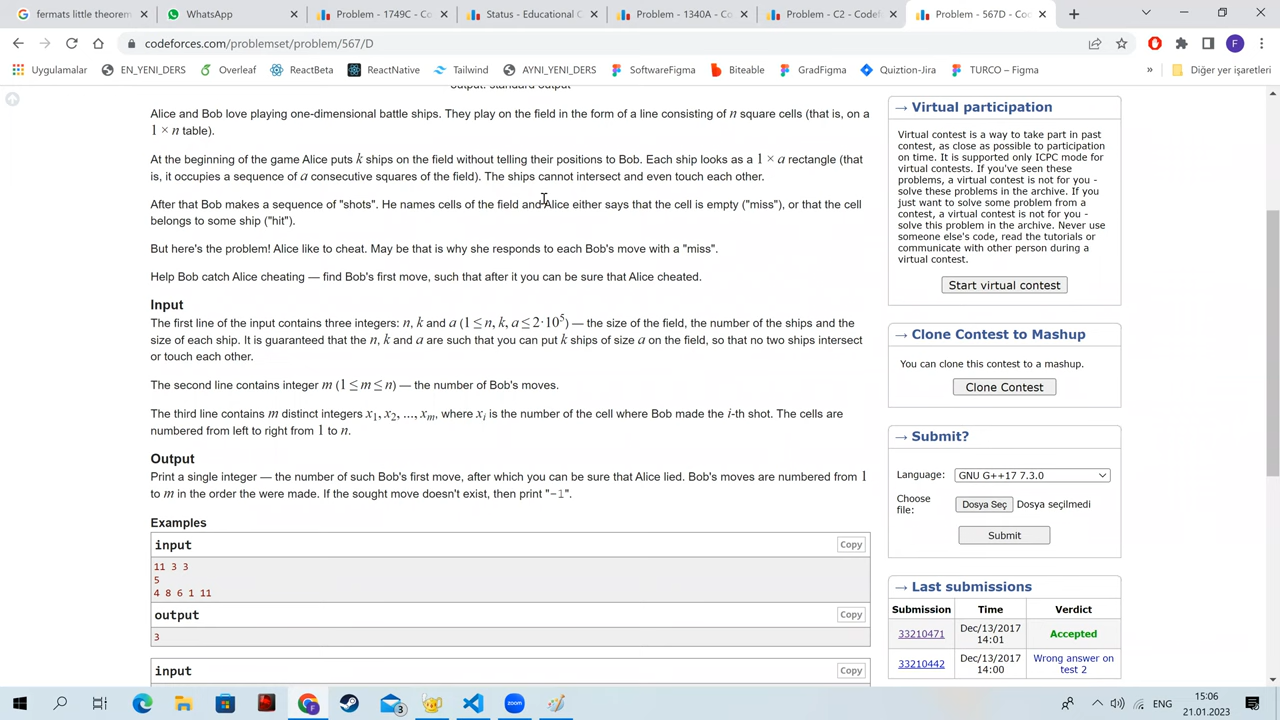 fermats little theorem
WhatsApp
Problem - 1749C - Co
Status - Educational C
Problem - 1340A - Co
Problem - C2 - Codef
Problem - 567D - Co
codeforces.com/problemset/problem/567/D
Uygulamalar
EN_YENI_DERS
Overleaf
ReactBeta
ReactNative
Tailwind
AYNI_YENI_DERS
SoftwareFigma
Biteable
GradFigma
Quiztion-Jira
TURCO – Figma
»
Diğer yer işaretleri
output: standard output
Alice and Bob love playing one-dimensional battle ships. They play on the field in the form of a line consisting of n square cells (that is, on a
1 × n table).
At the beginning of the game Alice puts k ships on the field without telling their positions to Bob. Each ship looks as a 1 × a rectangle (that
is, it occupies a sequence of a consecutive squares of the field). The ships cannot intersect and even touch each other.
After that Bob makes a sequence of "shots". He names cells of the field and Alice either says that the cell is empty ("miss"), or that the cell
belongs to some ship ("hit").
But here's the problem! Alice like to cheat. May be that is why she responds to each Bob's move with a "miss".
Help Bob catch Alice cheating — find Bob's first move, such that after it you can be sure that Alice cheated.
Input
The first line of the input contains three integers: n, k and a (1 ≤ n, k, a ≤ 2·10⁵) — the size of the field, the number of the ships and the
size of each ship. It is guaranteed that the n, k and a are such that you can put k ships of size a on the field, so that no two ships intersect
or touch each other.
The second line contains integer m (1 ≤ m ≤ n) — the number of Bob's moves.
The third line contains m distinct integers x₁, x₂, ..., xₘ, where xᵢ is the number of the cell where Bob made the i-th shot. The cells are
numbered from left to right from 1 to n.
Output
Print a single integer — the number of such Bob's first move, after which you can be sure that Alice lied. Bob's moves are numbered from 1
to m in the order the were made. If the sought move doesn't exist, then print "-1".
Examples
input
Copy
11 3 3
5
4 8 6 1 11
output
Copy
3
input
Copy
→ Virtual participation
Virtual contest is a way to take part in past
contest, as close as possible to participation
on time. It is supported only ICPC mode for
virtual contests. If you've seen these
problems, a virtual contest is not for you -
solve these problems in the archive. If you
just want to solve some problem from a
contest, a virtual contest is not for you -
solve this problem in the archive. Never use
someone else's code, read the tutorials or
communicate with other person during a
virtual contest.
Start virtual contest
→ Clone Contest to Mashup
You can clone this contest to a mashup.
Clone Contest
→ Submit?
Language:
GNU G++17 7.3.0
Choose
file:
Dosya Seç
Dosya seçilmedi
Submit
→ Last submissions
Submission
Time
Verdict
33210471
Dec/13/2017
14:01
Accepted
33210442
Dec/13/2017
14:00
Wrong answer on
test 2
3
zoom
ENG
15:06
21.01.2023